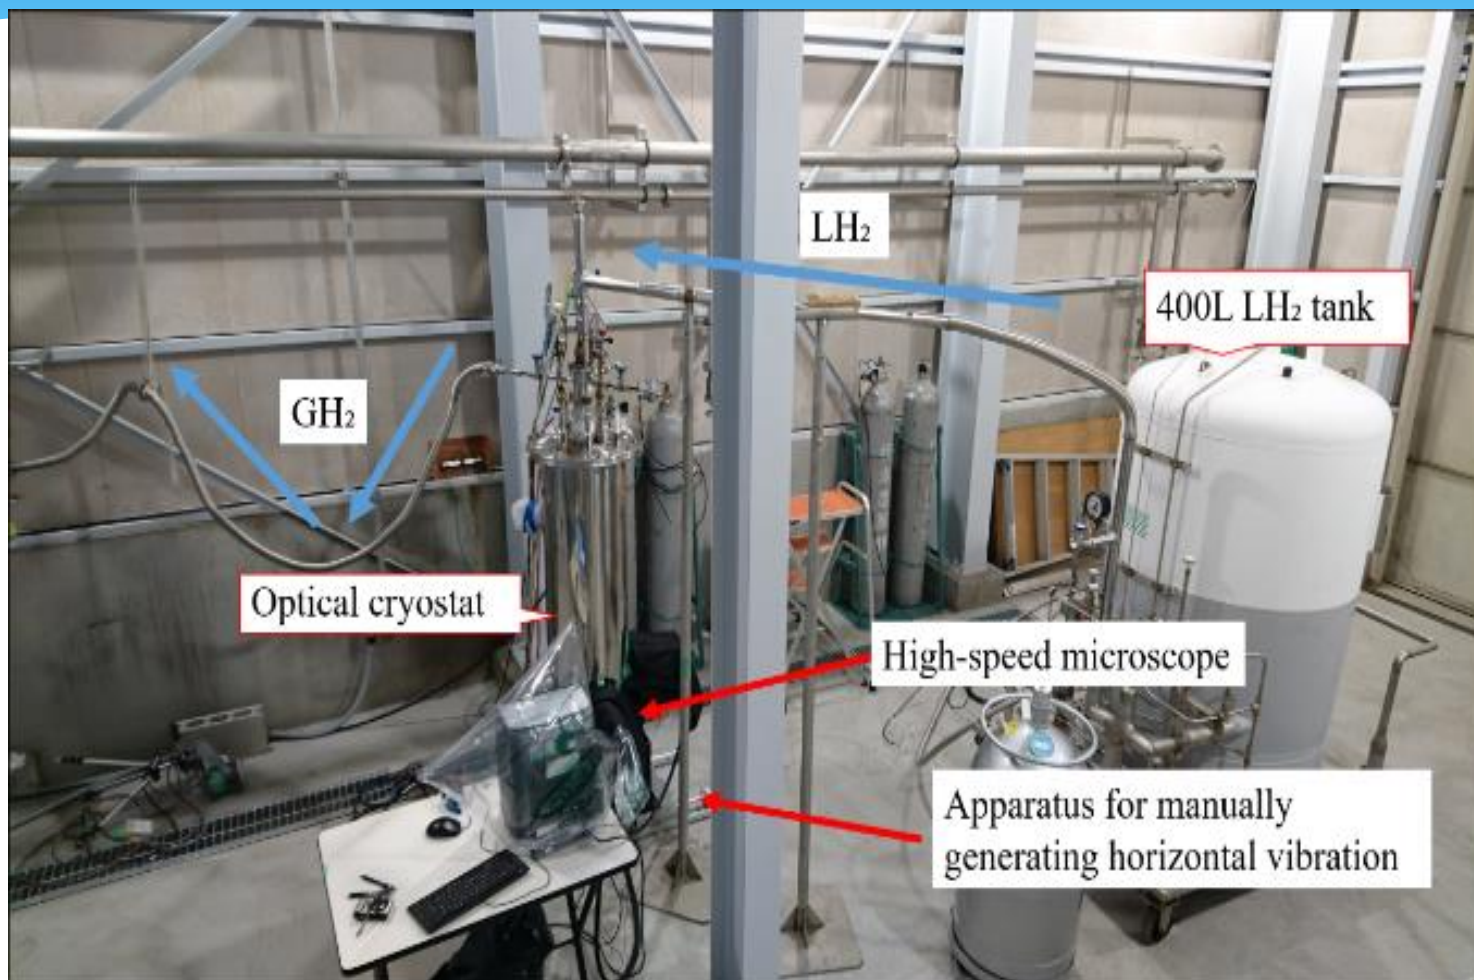 LH₂
400L LH₂ tank
GH₂
Optical cryostat
High-speed microscope
Apparatus for manually
generating horizontal vibration